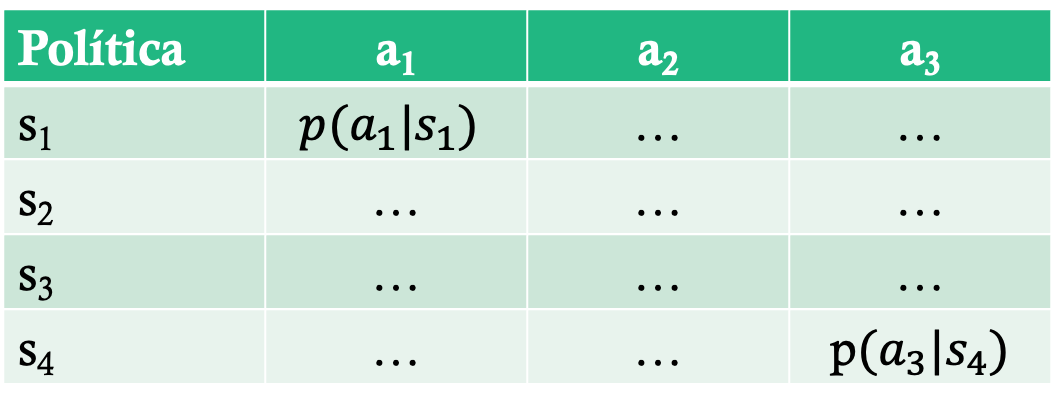 Política a₁ a₂ a₃
s₁ p(a₁|s₁) … …
s₂ … … …
s₃ … … …
s₄ … … p(a₃|s₄)